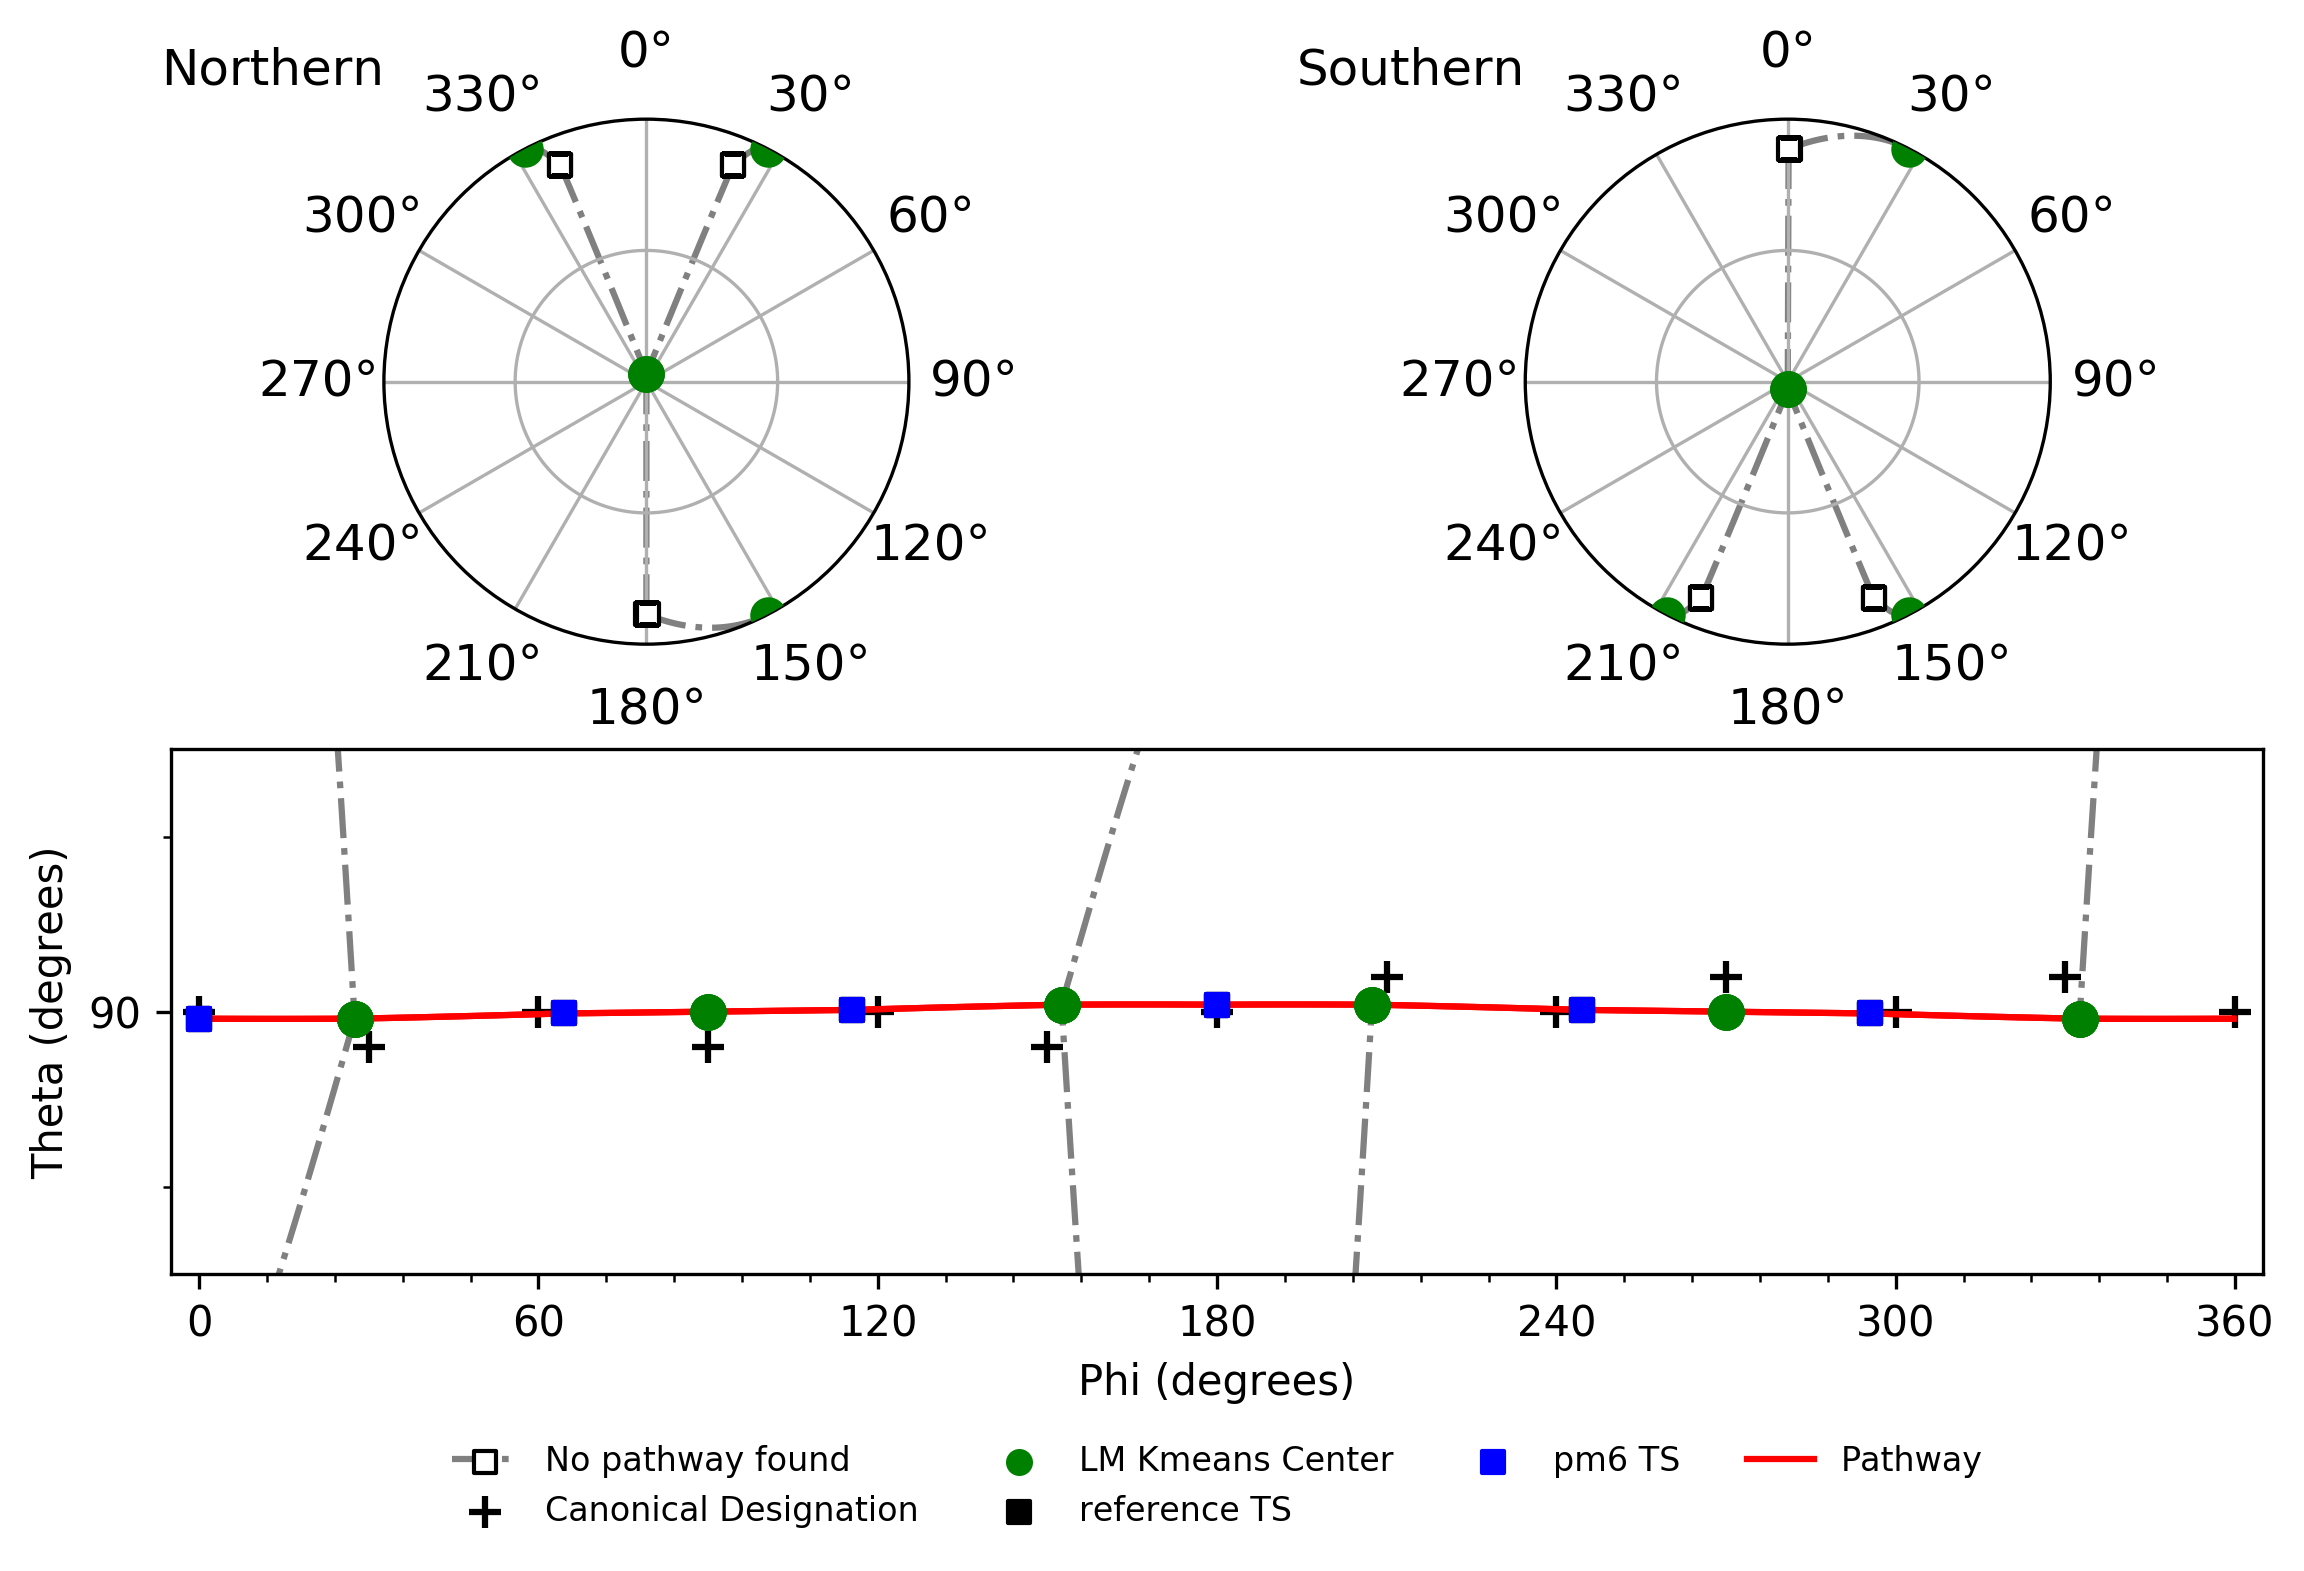 Northern
0°
30°
60°
90°
120°
150°
180°
210°
240°
270°
300°
330°
Southern
0°
30°
60°
90°
120°
150°
180°
210°
240°
270°
300°
330°
Theta (degrees)
90
0 60 120 180 240 300 360
Phi (degrees)
No pathway found
Canonical Designation
LM Kmeans Center
reference TS
pm6 TS
Pathway